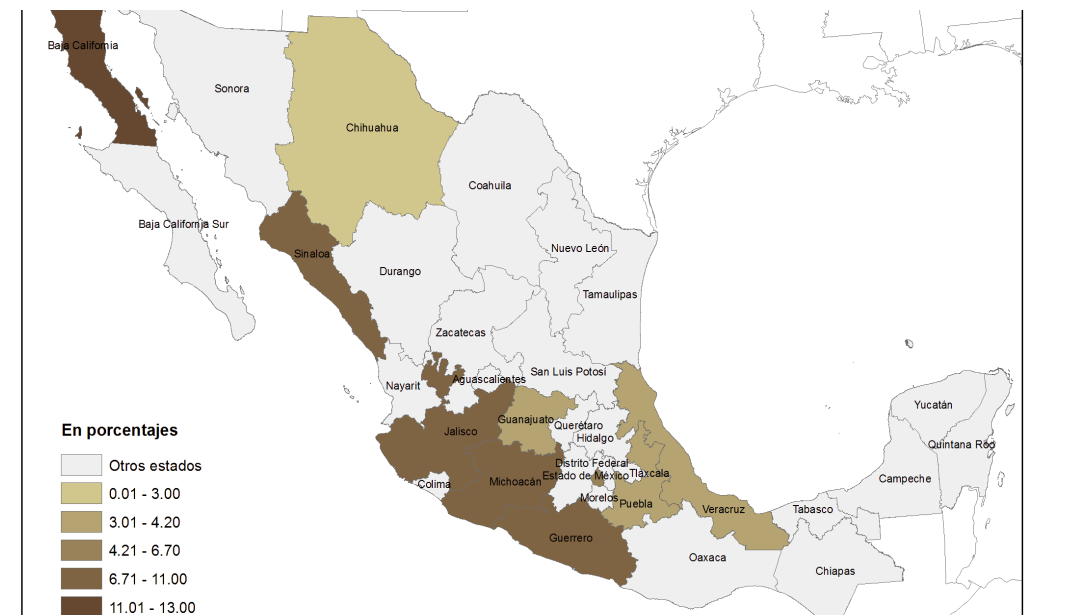 Baja California
Sonora
Chihuahua
Coahuila
Baja California Sur
Sinaloa
Nuevo León
Durango
Tamaulipas
Zacatecas
San Luis Potosí
Aguascalientes
Nayarit
Yucatán
Guanajuato
Querétaro
Jalisco
Hidalgo
Quintana Roo
Distrito Federal
Estado de México
Tláxcala
Michoacán
Colima
Campeche
Morelos
Puebla
Veracruz
Tabasco
Guerrero
Oaxaca
Chiapas
En porcentajes
Otros estados
0.01 - 3.00
3.01 - 4.20
4.21 - 6.70
6.71 - 11.00
11.01 - 13.00